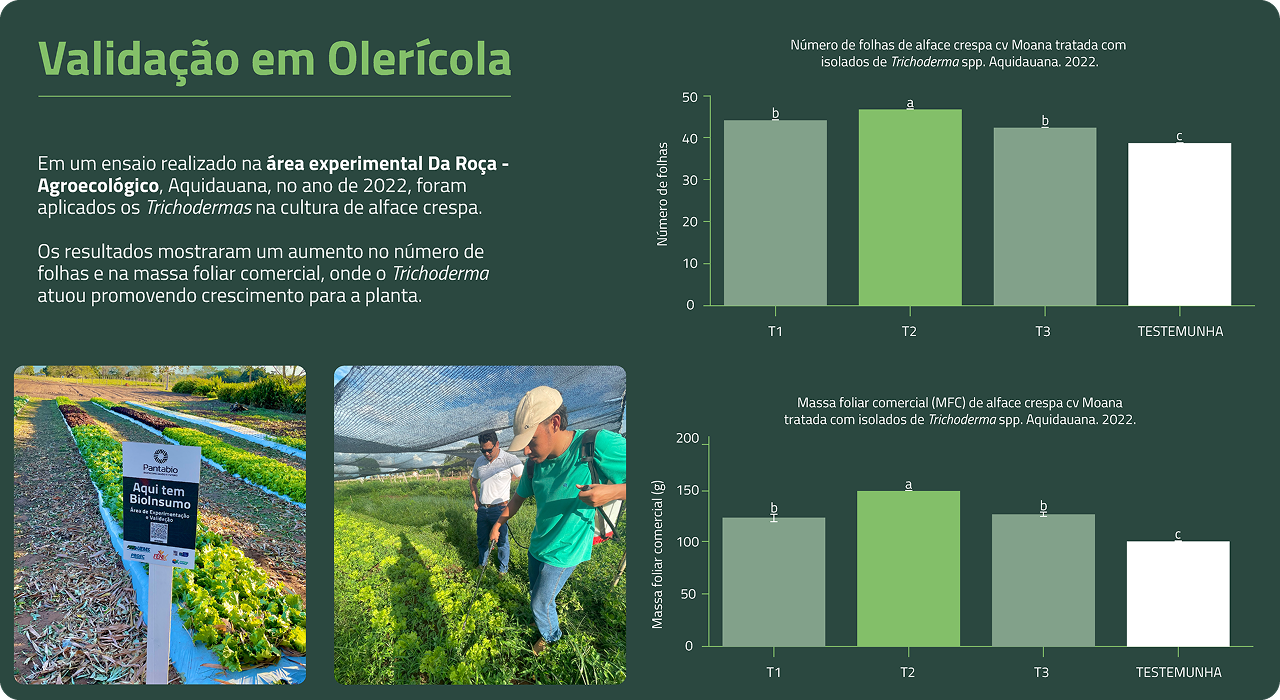 Validação em Olerícola
Em um ensaio realizado na área experimental Da Roça -
Agroecológico, Aquidauana, no ano de 2022, foram
aplicados os Trichodermas na cultura de alface crespa.
Os resultados mostraram um aumento no número de
folhas e na massa foliar comercial, onde o Trichoderma
atuou promovendo crescimento para a planta.
Pantabio
Aqui tem
BioInsumo
Área de Experimentação
e Validação
Número de folhas de alface crespa cv Moana tratada com
isolados de Trichoderma spp. Aquidauana. 2022.
Número de folhas
50
40
30
20
10
0
b
a
b
c
T1
T2
T3
TESTEMUNHA
Massa foliar comercial (MFC) de alface crespa cv Moana
tratada com isolados de Trichoderma spp. Aquidauana. 2022.
Massa foliar comercial (g)
200
150
100
50
0
b
a
b
c
T1
T2
T3
TESTEMUNHA